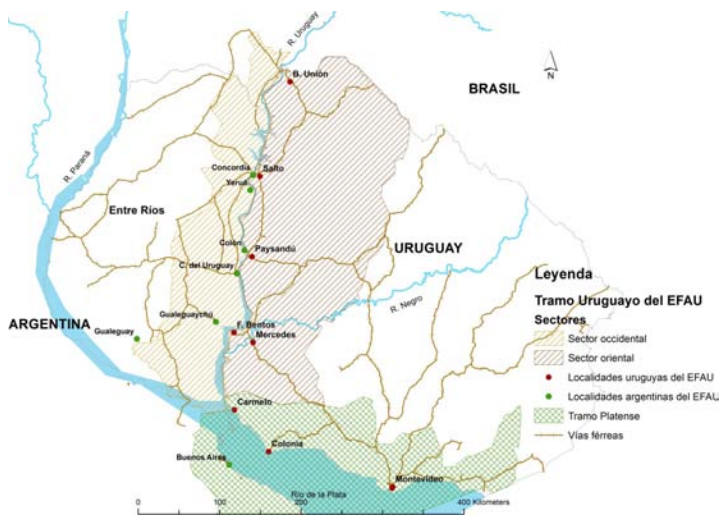 R. Uruguay
B. Unión
BRASIL
N
R. Paraná
Concordia
Salto
Yeruá
Entre Ríos
Colón
Paysandú
URUGUAY
C. del Uruguay
R. Negro
Gualeguaychú
ARGENTINA
Gualeguay
F. Bentos
Mercedes
Carmelo
Colonia
Buenos Aires
Montevideo
Río de la Plata
0 100 200 400 Kilometers
Leyenda
Tramo Uruguayo del EFAU
Sectores
Sector occidental
Sector oriental
Localidades uruguyas del EFAU
Localidades argentinas del EFAU
Tramo Platense
Vías férreas